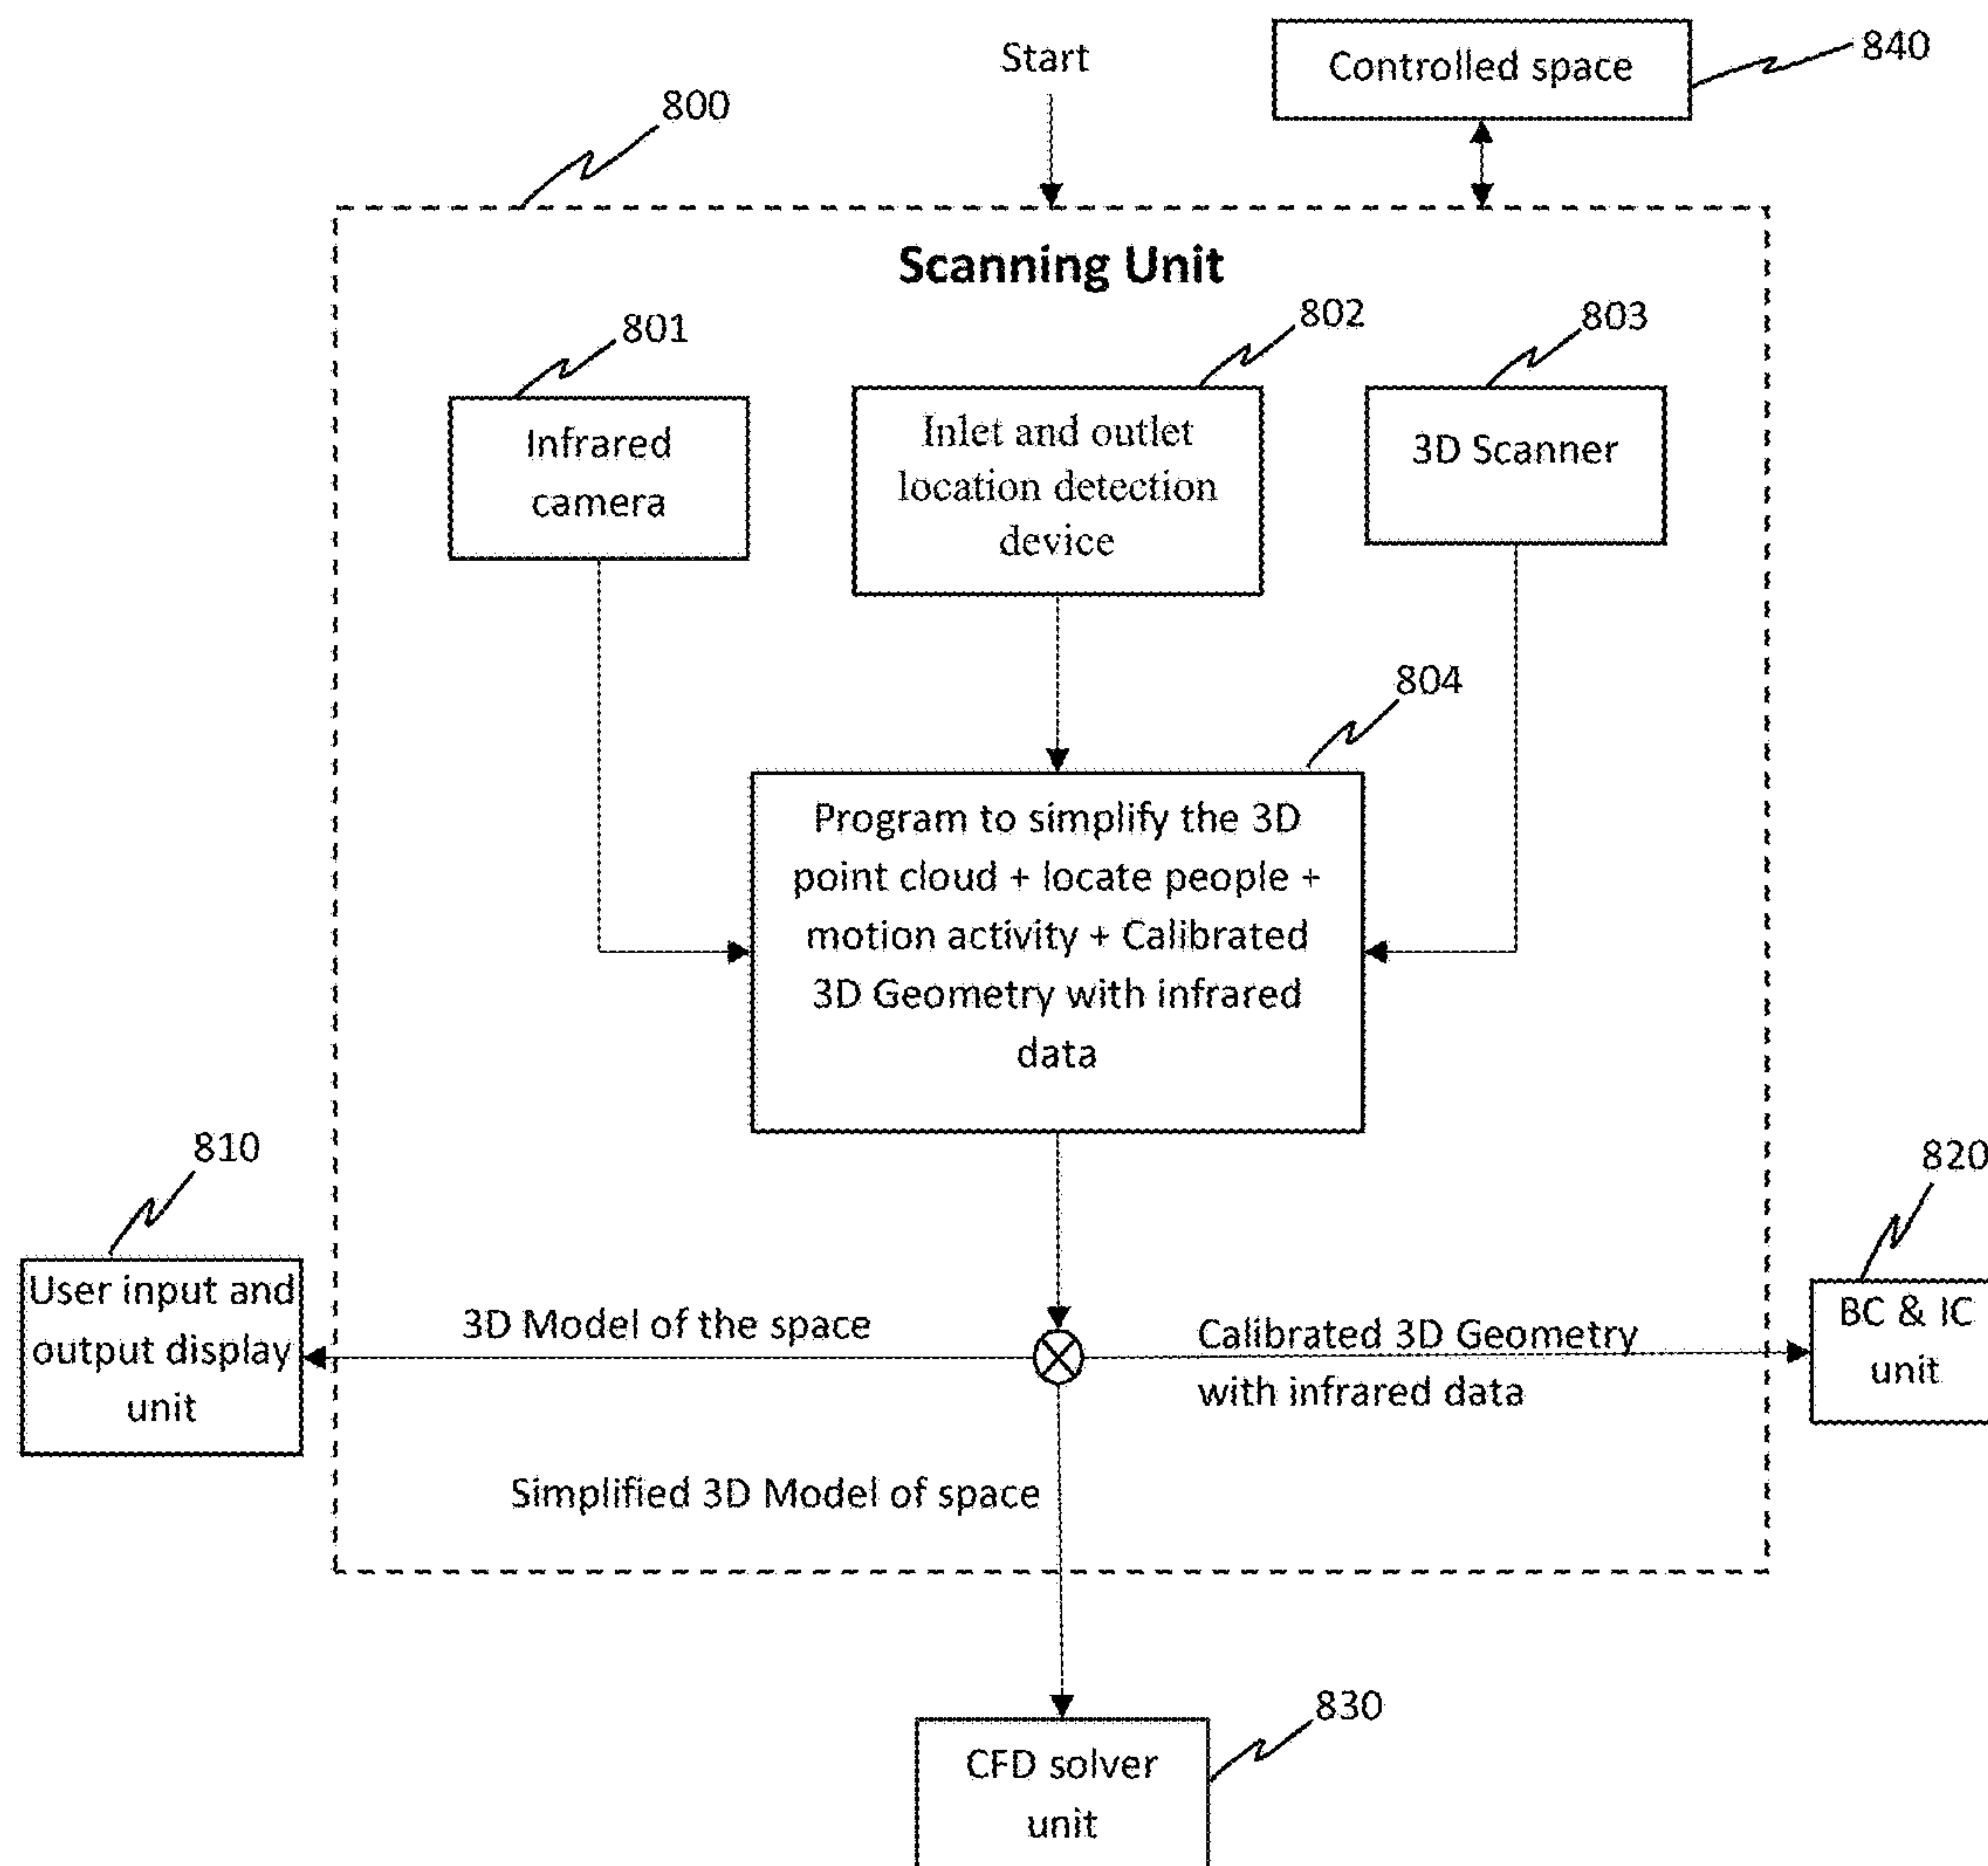 Start
Controlled space
840
800
Scanning Unit
801
802
803
Infrared
camera
Inlet and outlet
location detection
device
3D Scanner
804
Program to simplify the 3D
point cloud + locate people +
motion activity + Calibrated
3D Geometry with infrared
data
810
820
User input and
output display
unit
3D Model of the space
Calibrated 3D Geometry
with infrared data
BC & IC
unit
Simplified 3D Model of space
830
CFD solver
unit